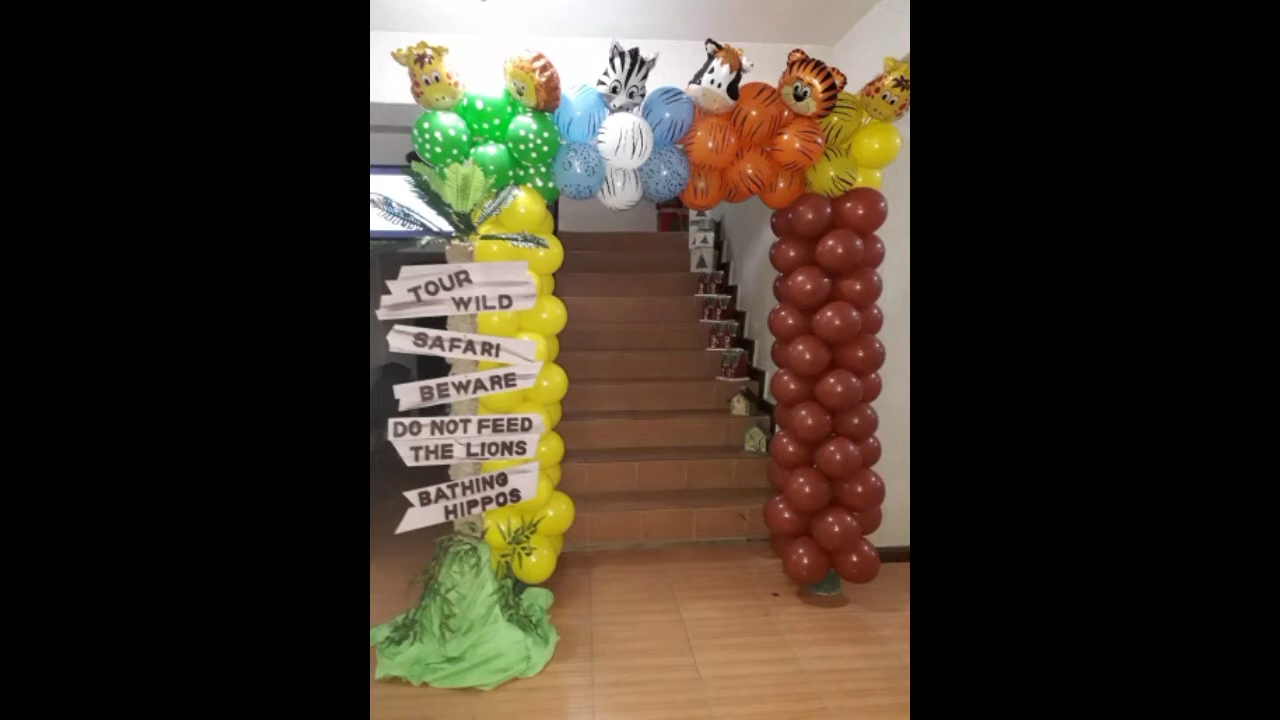 TOUR
WILD
SAFARI
BEWARE
DO NOT FEED
THE LIONS
BATHING
HIPPOS